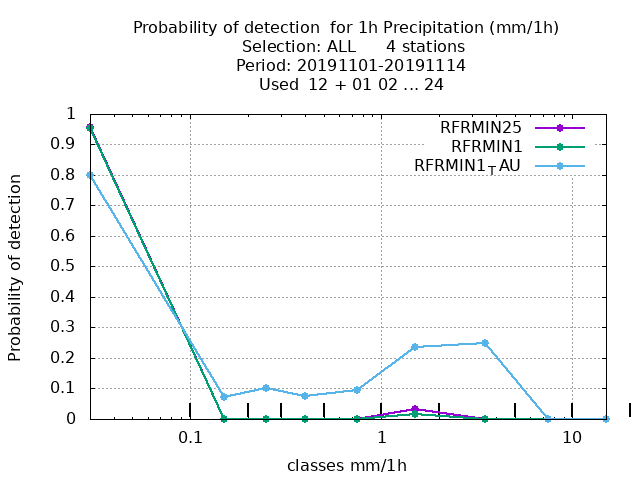 Probability of detection  for 1h Precipitation (mm/1h)
Selection: ALL      4 stations
Period: 20191101-20191114
Used  12 + 01 02 ... 24
RFRMIN25
RFRMIN1
RFRMIN1TAU
Probability of detection
1
0.9
0.8
0.7
0.6
0.5
0.4
0.3
0.2
0.1
0
0.1 1 10
classes mm/1h